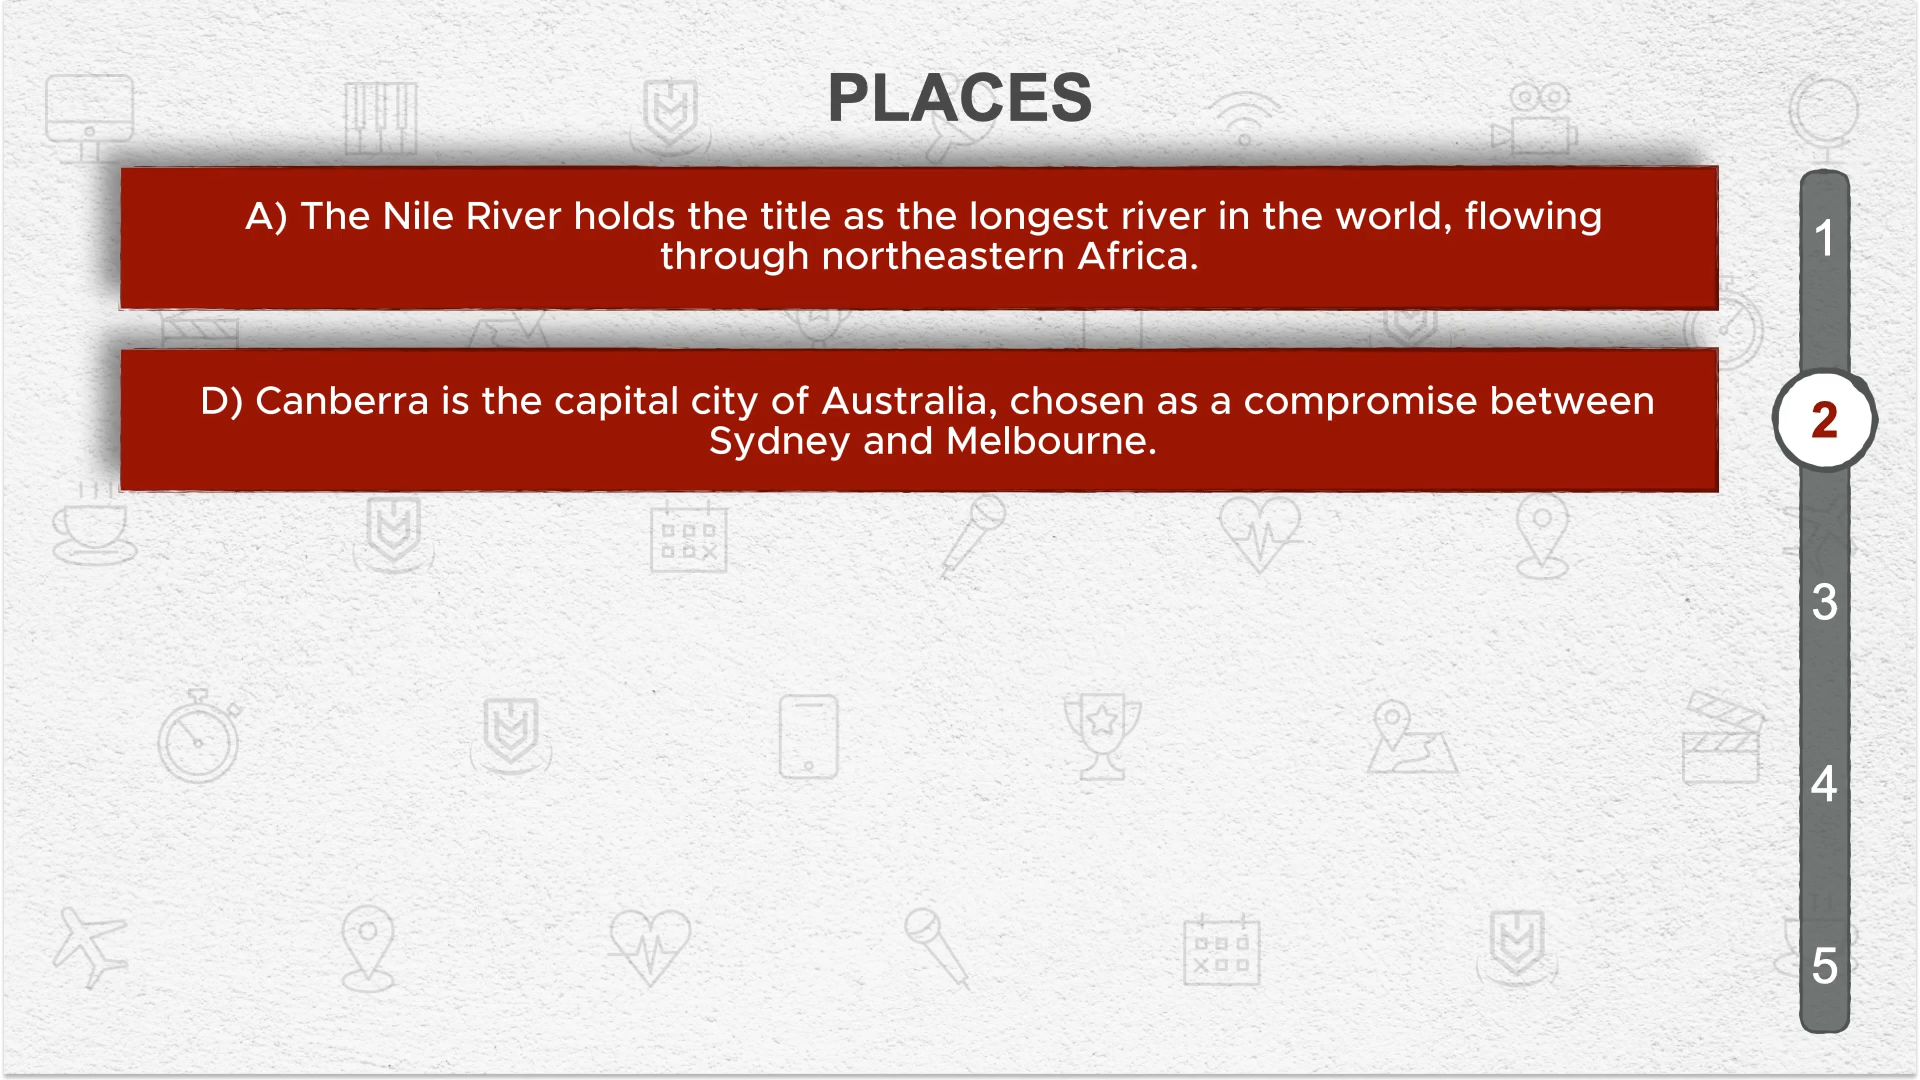 PLACES
A) The Nile River holds the title as the longest river in the world, flowing
through northeastern Africa.
D) Canberra is the capital city of Australia, chosen as a compromise between
Sydney and Melbourne.
1
2
3
4
5